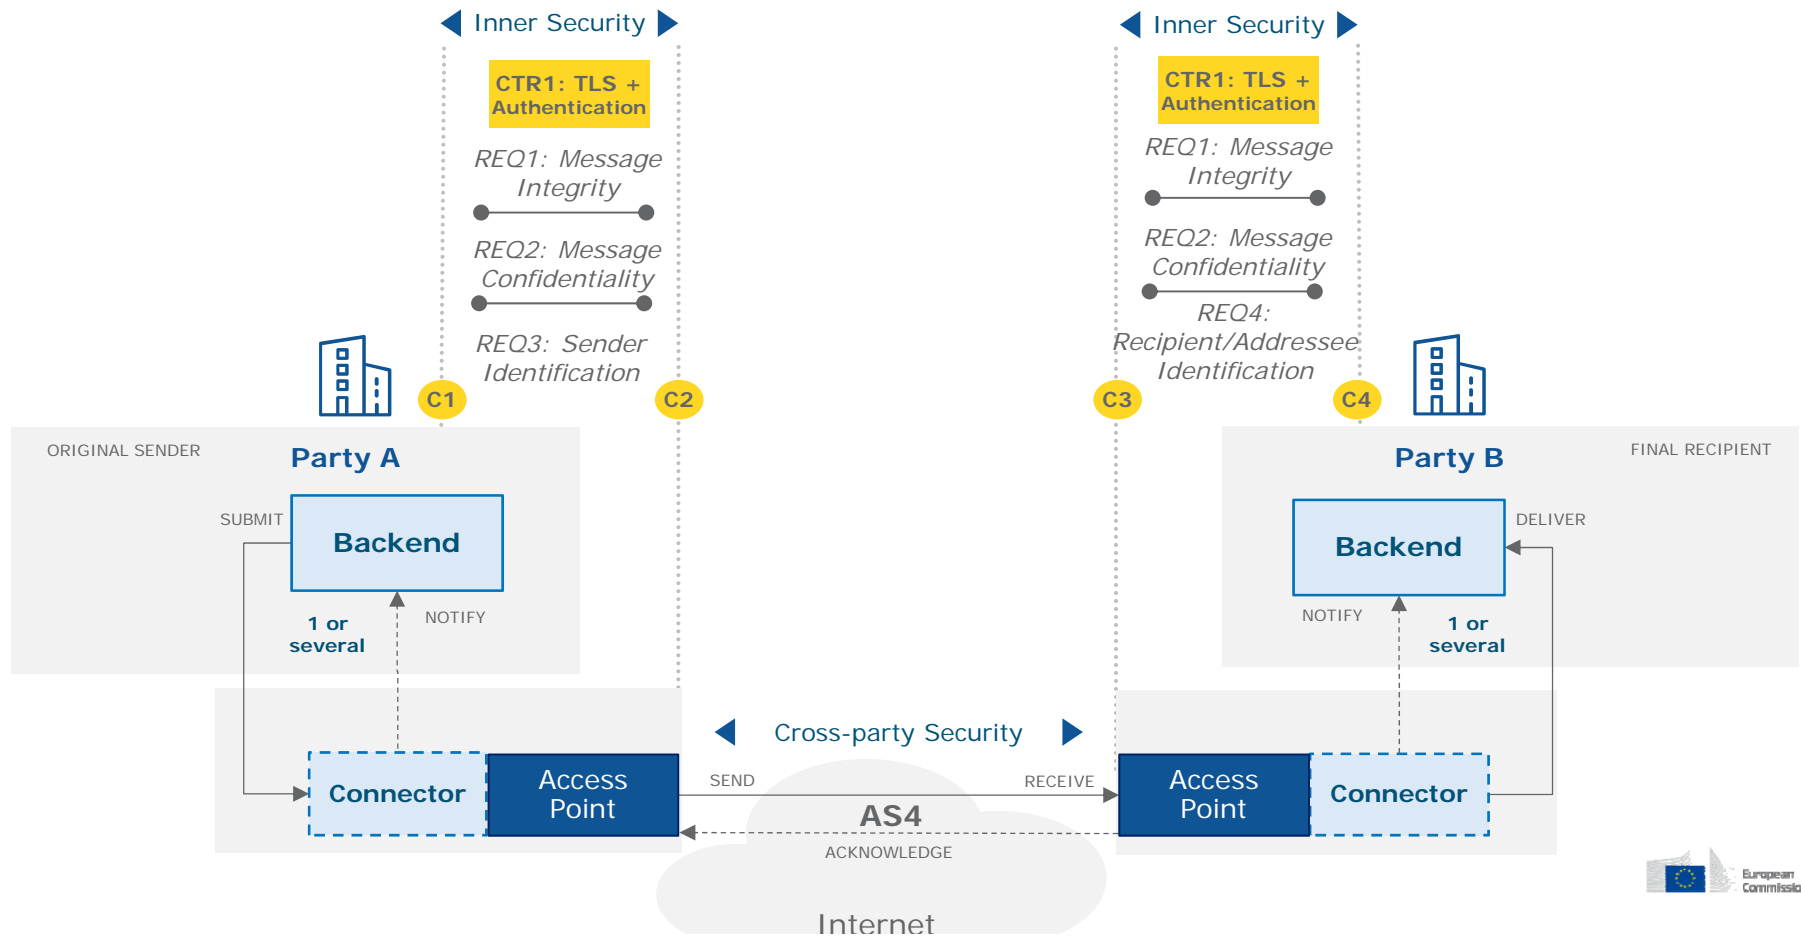 Inner Security
Inner Security
CTR1: TLS +
Authentication
CTR1: TLS +
Authentication
REQ1: Message
Integrity
REQ1: Message
Integrity
REQ2: Message
Confidentiality
REQ2: Message
Confidentiality
REQ3: Sender
Identification
REQ4:
Recipient/Addressee
Identification
C1
C2
C3
C4
ORIGINAL SENDER
Party A
Party B
FINAL RECIPIENT
SUBMIT
Backend
Backend
DELIVER
1 or
several
NOTIFY
NOTIFY
1 or
several
Cross-party Security
Connector
Access
Point
SEND
RECEIVE
AS4
ACKNOWLEDGE
Access
Point
Connector
Internet
European
Commissio